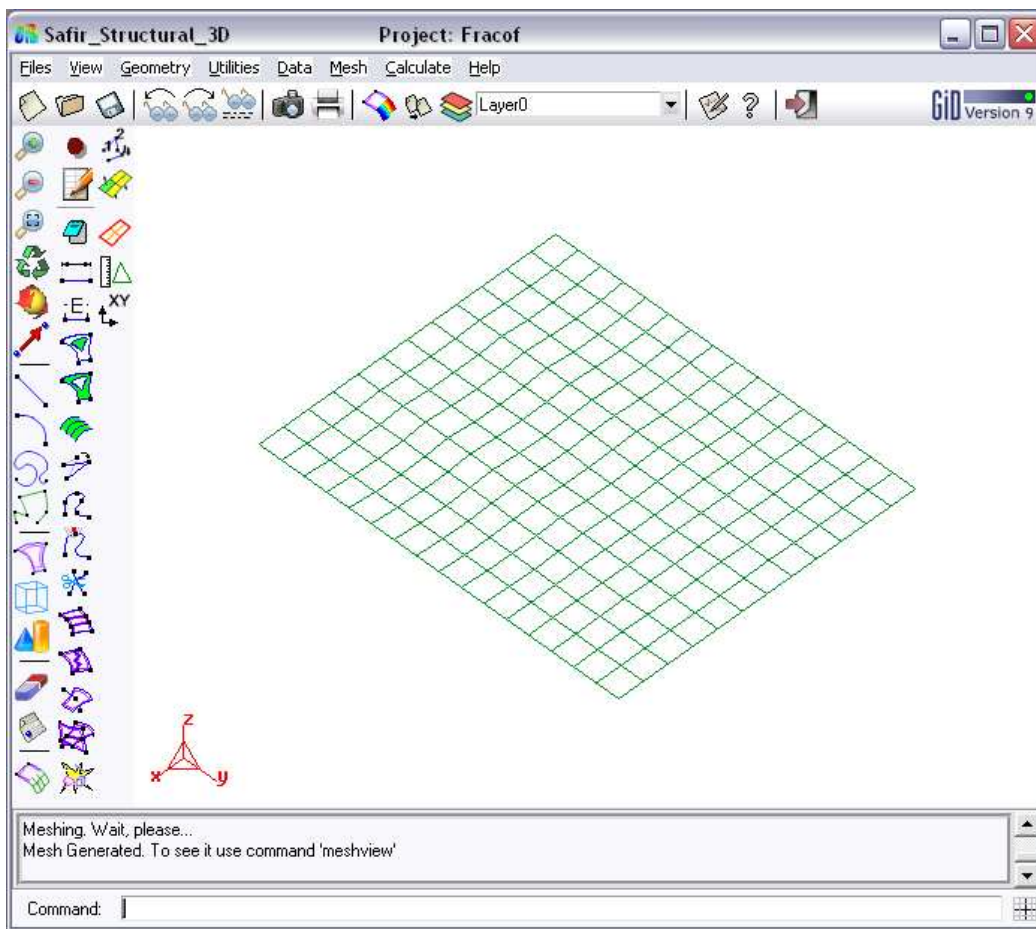 Safir_Structural_3D Project: Fracof
Files View Geometry Utilities Data Mesh Calculate Help
Layer0
GiD Version 9
2
E
XY
z
x
y
Meshing. Wait, please...
Mesh Generated. To see it use command 'meshview'
Command: